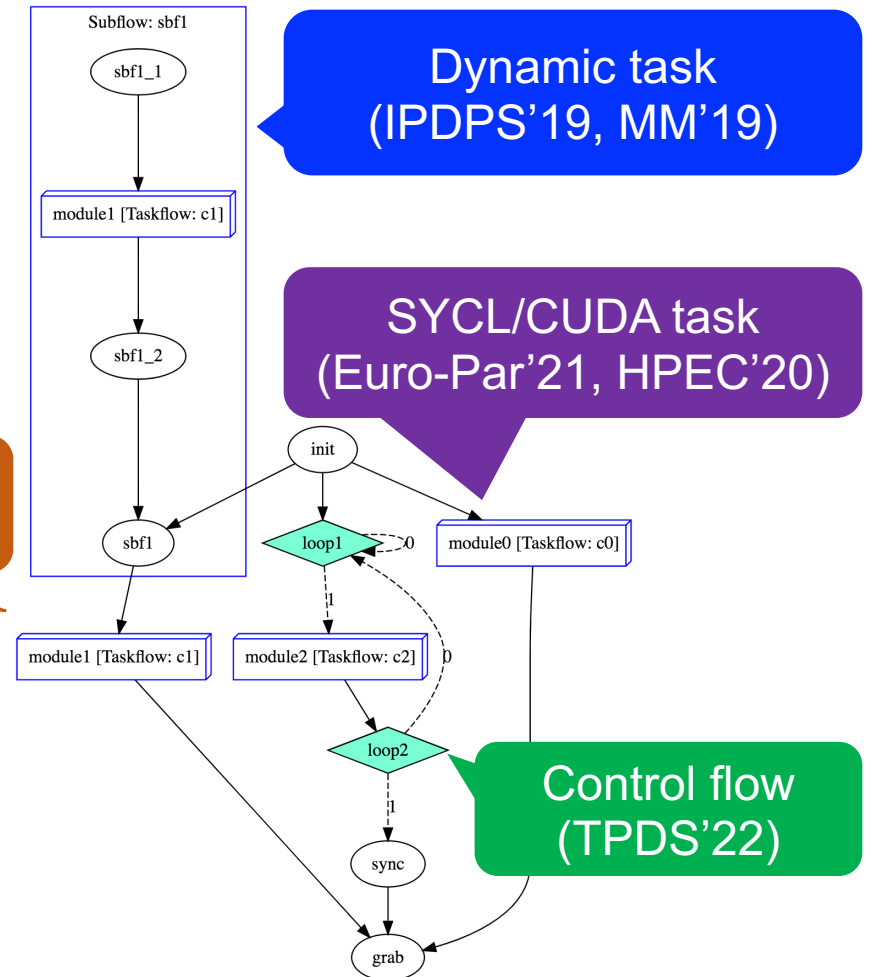 Subflow: sbf1
sbf1_1
Dynamic task
(IPDPS’19, MM’19)
module1 [Taskflow: c1]
SYCL/CUDA task
(Euro-Par’21, HPEC’20)
sbf1_2
init
sbf1
loop1
0
module0 [Taskflow: c0]
1
module1 [Taskflow: c1]
module2 [Taskflow: c2]
0
loop2
Control flow
(TPDS’22)
1
sync
grab